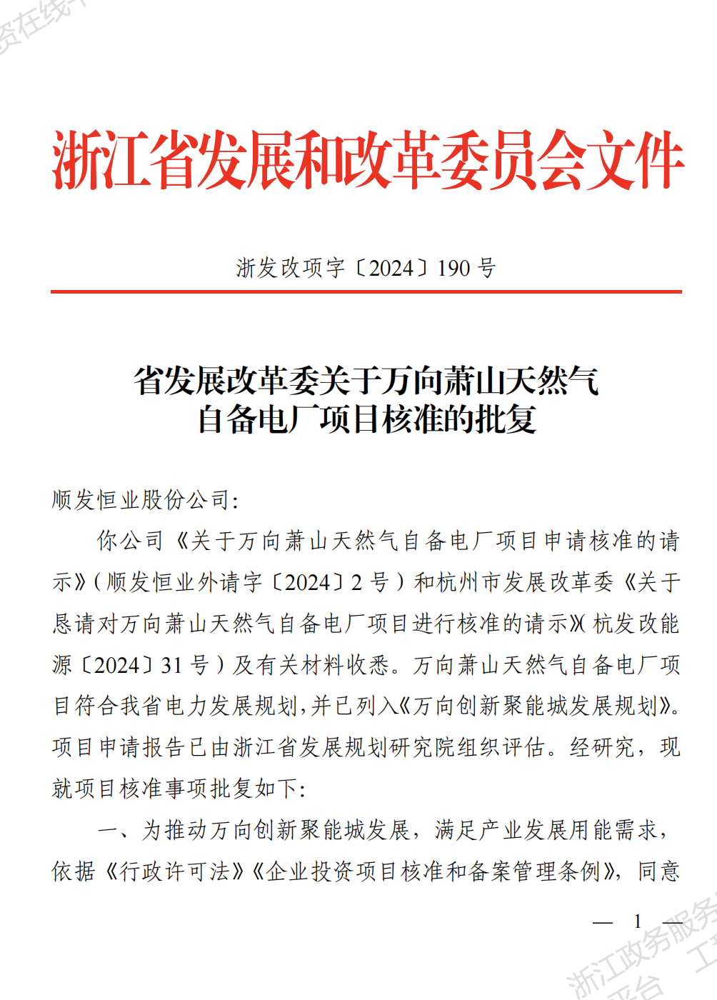 资在线平
浙江省发展和改革委员会文件
浙发改项字〔2024〕190 号
省发展改革委关于万向萧山天然气
自备电厂项目核准的批复
顺发恒业股份公司：
你公司《关于万向萧山天然气自备电厂项目申请核准的请
示》（顺发恒业外请字〔2024〕2 号）和杭州市发展改革委《关于
恳请对万向萧山天然气自备电厂项目进行核准的请示》（杭发改能
源〔2024〕31 号）及有关材料收悉。万向萧山天然气自备电厂项
目符合我省电力发展规划，并已列入《万向创新聚能城发展规划》。
项目申请报告已由浙江省发展规划研究院组织评估。经研究，现
就项目核准事项批复如下：
一、为推动万向创新聚能城发展，满足产业发展用能需求，
依据《行政许可法》《企业投资项目核准和备案管理条例》，同意
— 1 —
浙江政务服务
平台 工程